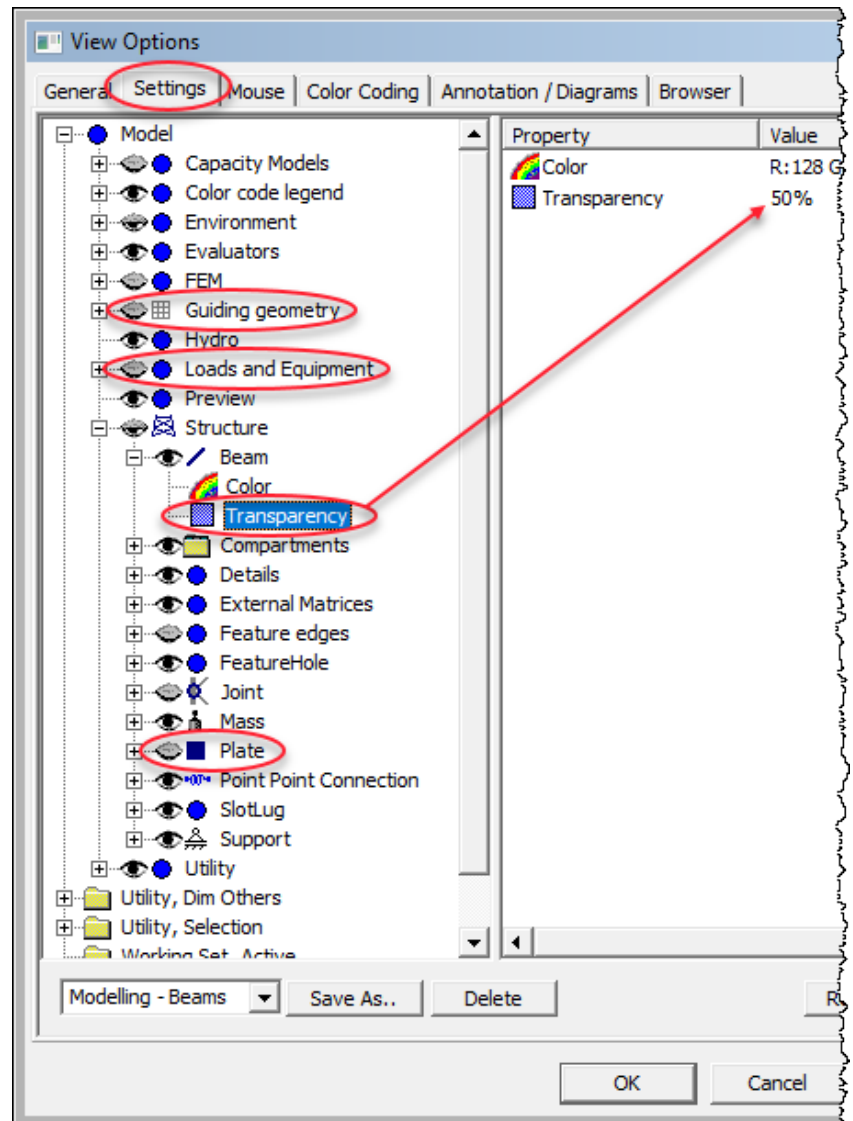 View Options
General Settings Mouse Color Coding Annotation / Diagrams Browser
Model
Capacity Models
Color code legend
Environment
Evaluators
FEM
Guiding geometry
Hydro
Loads and Equipment
Preview
Structure
Beam
Color
Transparency
Compartments
Details
External Matrices
Feature edges
FeatureHole
Joint
Mass
Plate
Point Point Connection
SlotLug
Support
Utility
Utility, Dim Others
Utility, Selection
Working Set, Active
Property Value
Color R:128 G
Transparency 50%
Modelling - Beams Save As.. Delete R
OK Cancel